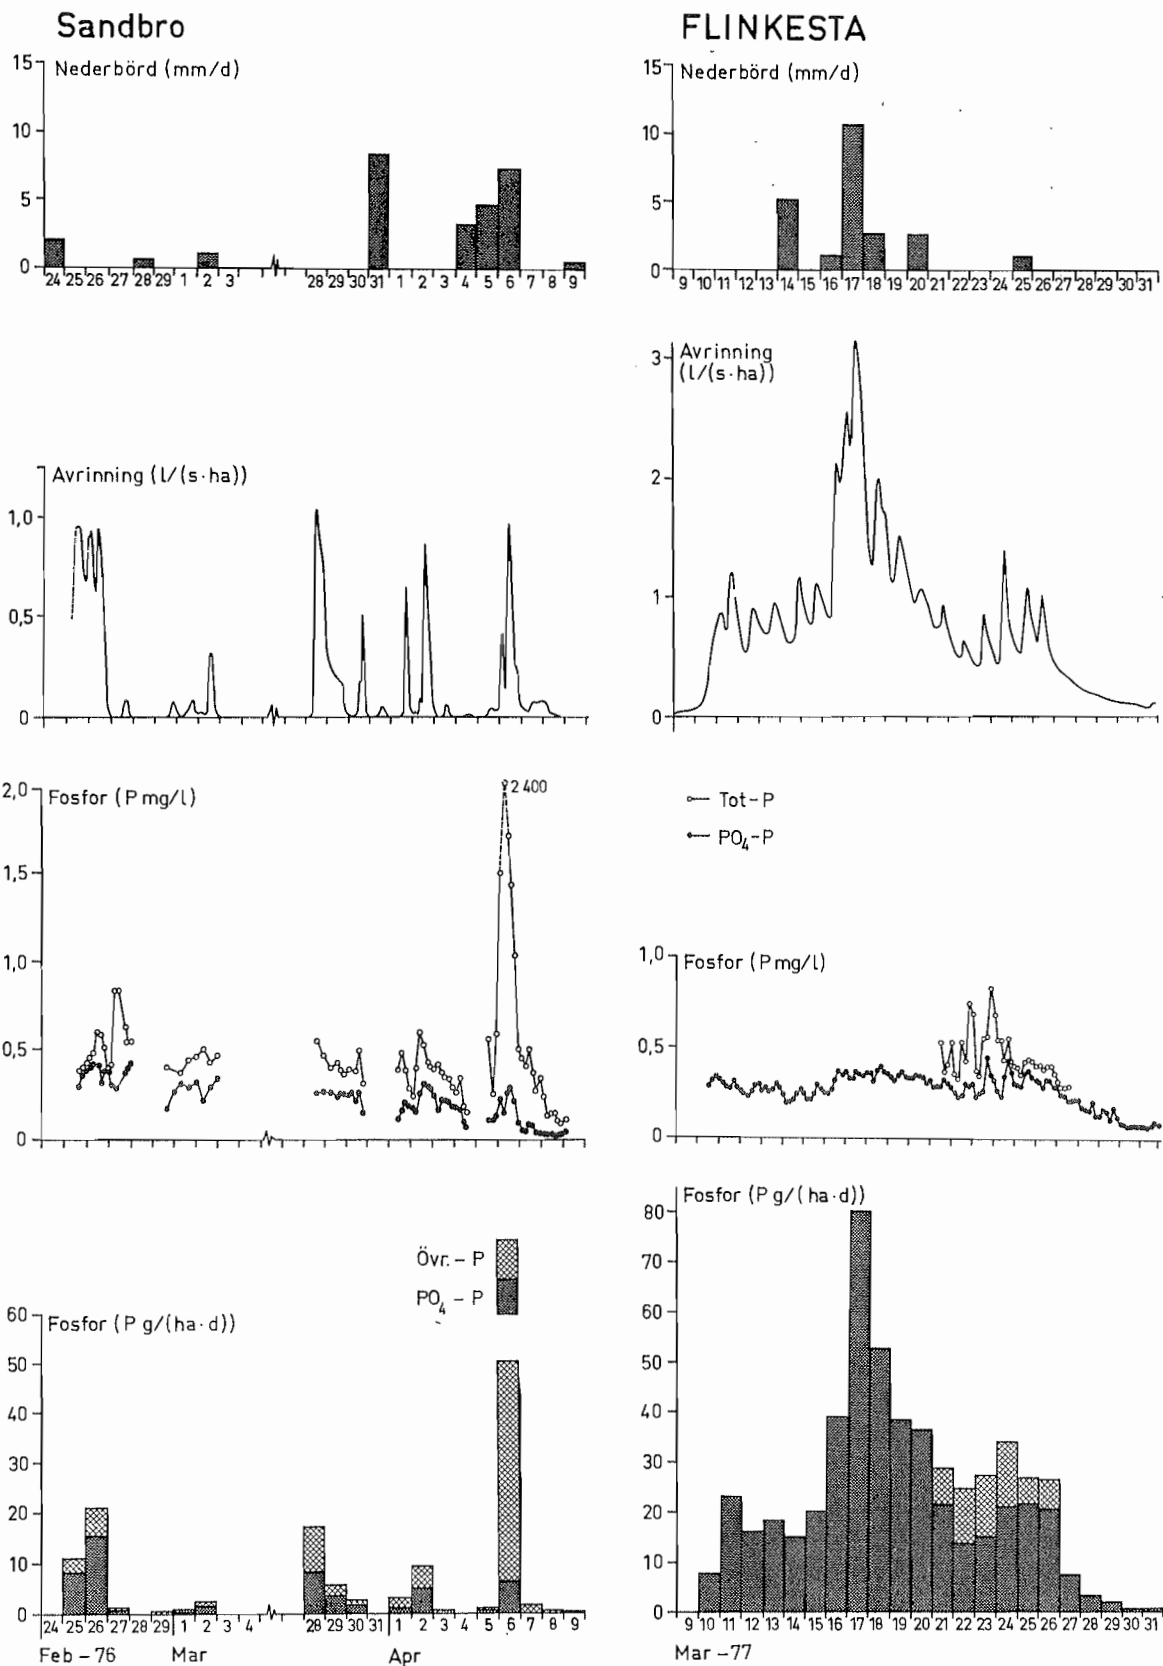 Sandbro
Nederbörd (mm/d)
15
10
5
0
24 25 26 27 28 29 1 2 3 28 29 30 31 1 2 3 4 5 6 7 8 9
Avrinning (l/(s·ha))
1,0
0,5
0
Fosfor (P mg/l)
2,0
1,5
1,0
0,5
0
2 400
Övr. – P
PO4 – P
Fosfor (P g/(ha·d))
60
50
40
30
20
10
0
24 25 26 27 28 29 1 2 3 4 28 29 30 31 1 2 3 4 5 6 7 8 9
Feb – 76 Mar Apr
FLINKESTA
Nederbörd (mm/d)
15
10
5
0
9 10 11 12 13 14 15 16 17 18 19 20 21 22 23 24 25 26 27 28 29 30 31
Avrinning
(l/(s·ha))
3
2
1
0
Tot – P
PO4 – P
Fosfor (P mg/l)
1,0
0,5
0
Fosfor (P g/(ha·d))
80
70
60
50
40
30
20
10
0
9 10 11 12 13 14 15 16 17 18 19 20 21 22 23 24 25 26 27 28 29 30 31
Mar – 77